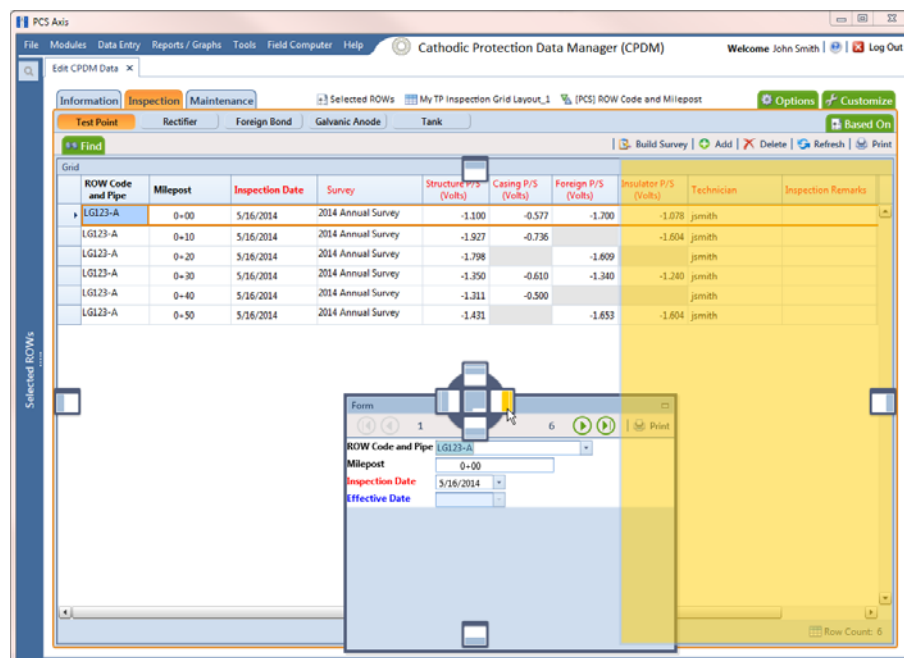 PCS Axis
File Modules Data Entry Reports / Graphs Tools Field Computer Help Cathodic Protection Data Manager (CPDM) Welcome John Smith Log Out
Edit CPDM Data
Information Inspection Maintenance Selected ROWs My TP Inspection Grid Layout_1 [PCS] ROW Code and Milepost Options Customize
Test Point Rectifier Foreign Bond Galvanic Anode Tank Based On
Find Build Survey Add Delete Refresh Print
Grid
ROW Code and Pipe Milepost Inspection Date Survey Structure P/S (Volts) Casing P/S (Volts) Foreign P/S (Volts) Insulator P/S (Volts) Technician Inspection Remarks
LG123-A 0+00 5/16/2014 2014 Annual Survey -1.100 -0.577 -1.700 -1.078 jsmith
LG123-A 0+10 5/16/2014 2014 Annual Survey -1.927 -0.736 -1.604 jsmith
LG123-A 0+20 5/16/2014 2014 Annual Survey -1.798 -1.609 jsmith
LG123-A 0+30 5/16/2014 2014 Annual Survey -1.350 -0.610 -1.340 -1.240 jsmith
LG123-A 0+40 5/16/2014 2014 Annual Survey -1.311 -0.500 jsmith
LG123-A 0+50 5/16/2014 2014 Annual Survey -1.431 -1.653 -1.604 jsmith
Selected ROWs
Form
1 6 Print
ROW Code and Pipe LG123-A
Milepost 0+00
Inspection Date 5/16/2014
Effective Date
Row Count: 6